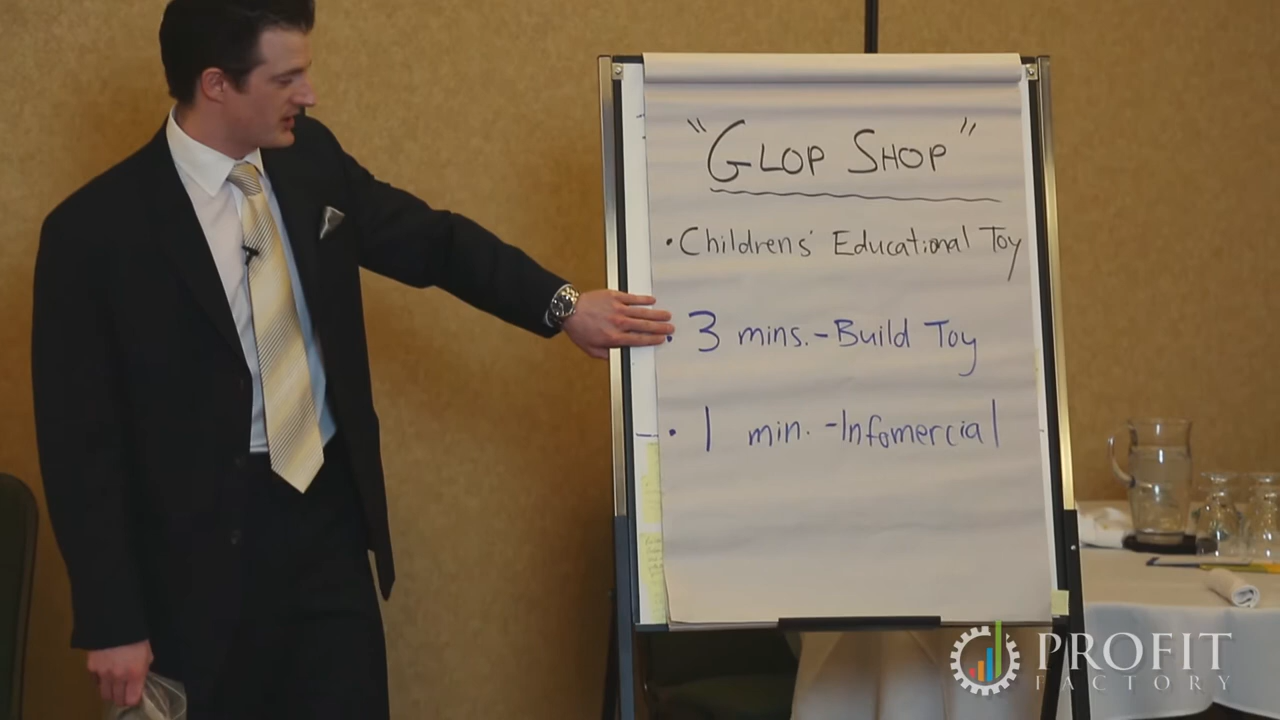 "GLOP SHOP"
• Childrens' Educational Toy
• 3 mins. - Build Toy
• 1 min. - Infomercial
PROFIT
FACTORY